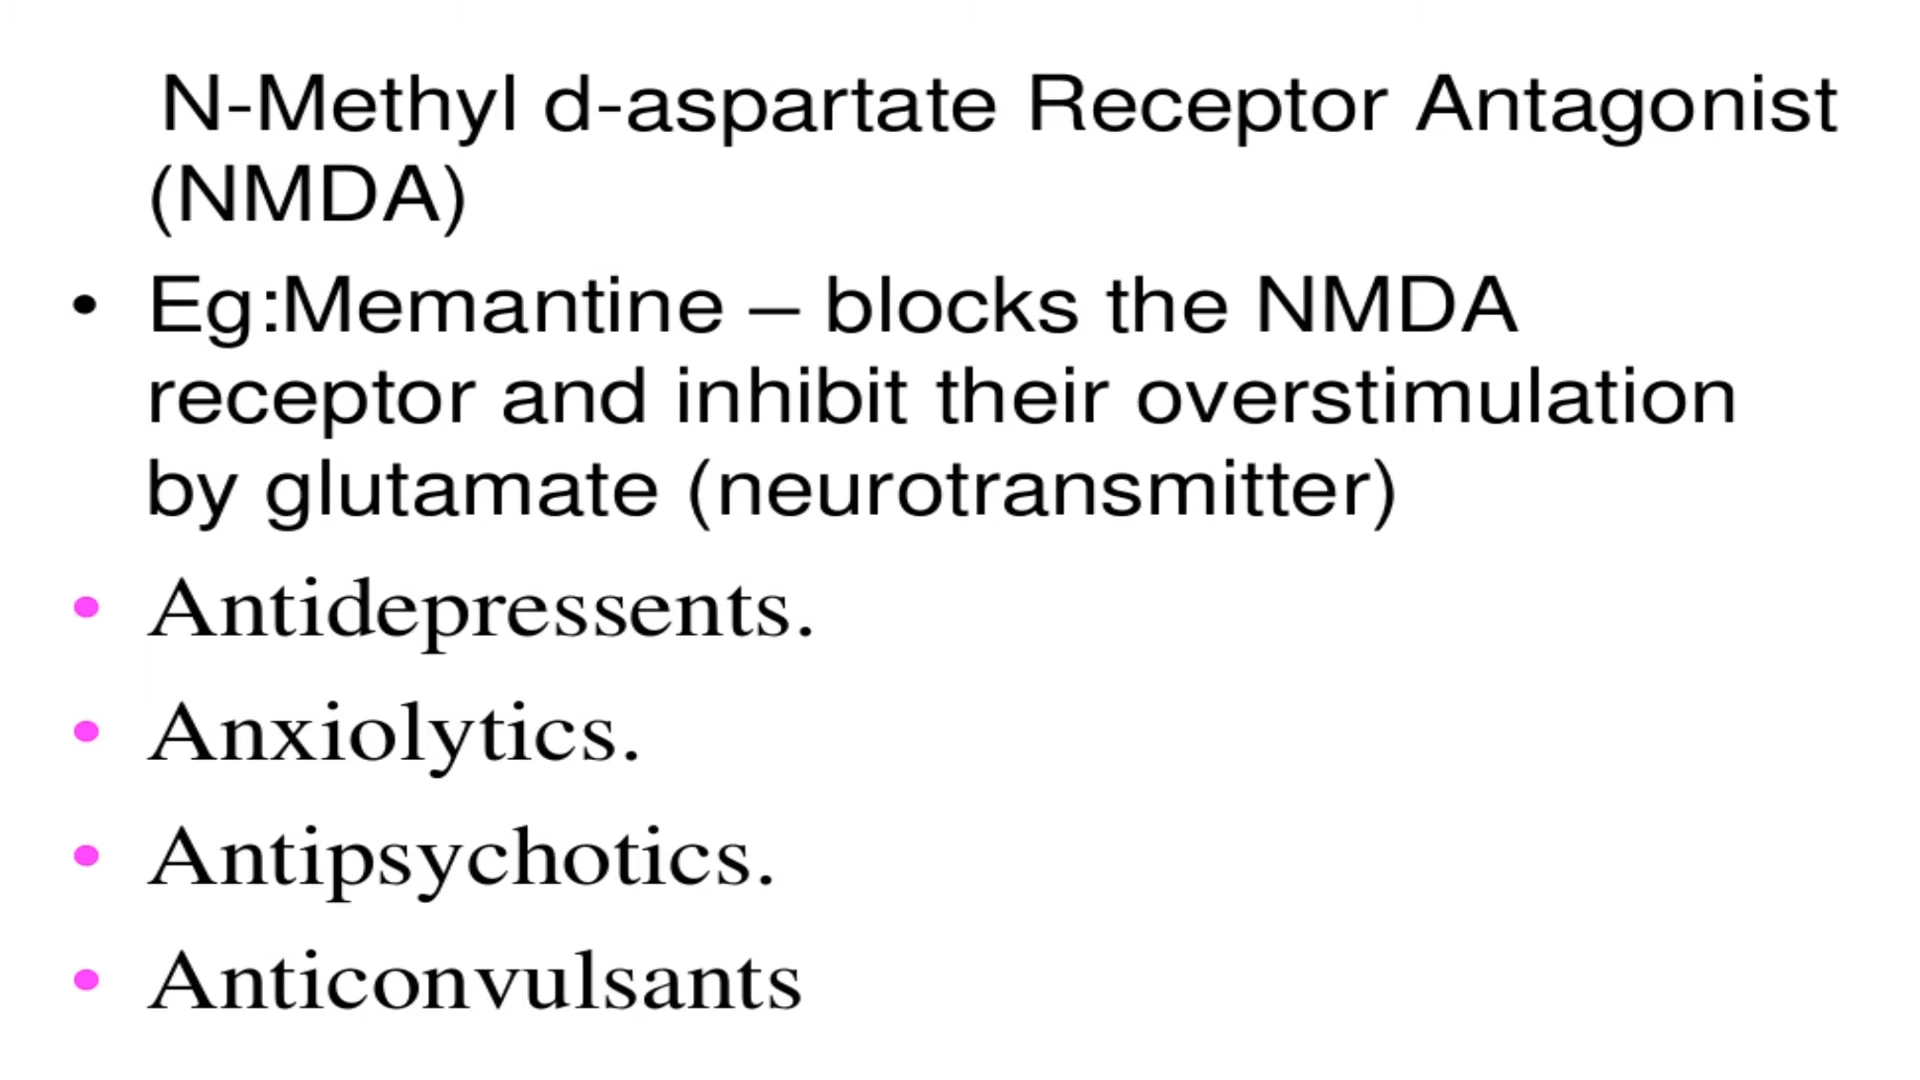 N-Methyl d-aspartate Receptor Antagonist
(NMDA)
• Eg:Memantine – blocks the NMDA
receptor and inhibit their overstimulation
by glutamate (neurotransmitter)
• Antidepressents.
• Anxiolytics.
• Antipsychotics.
• Anticonvulsants